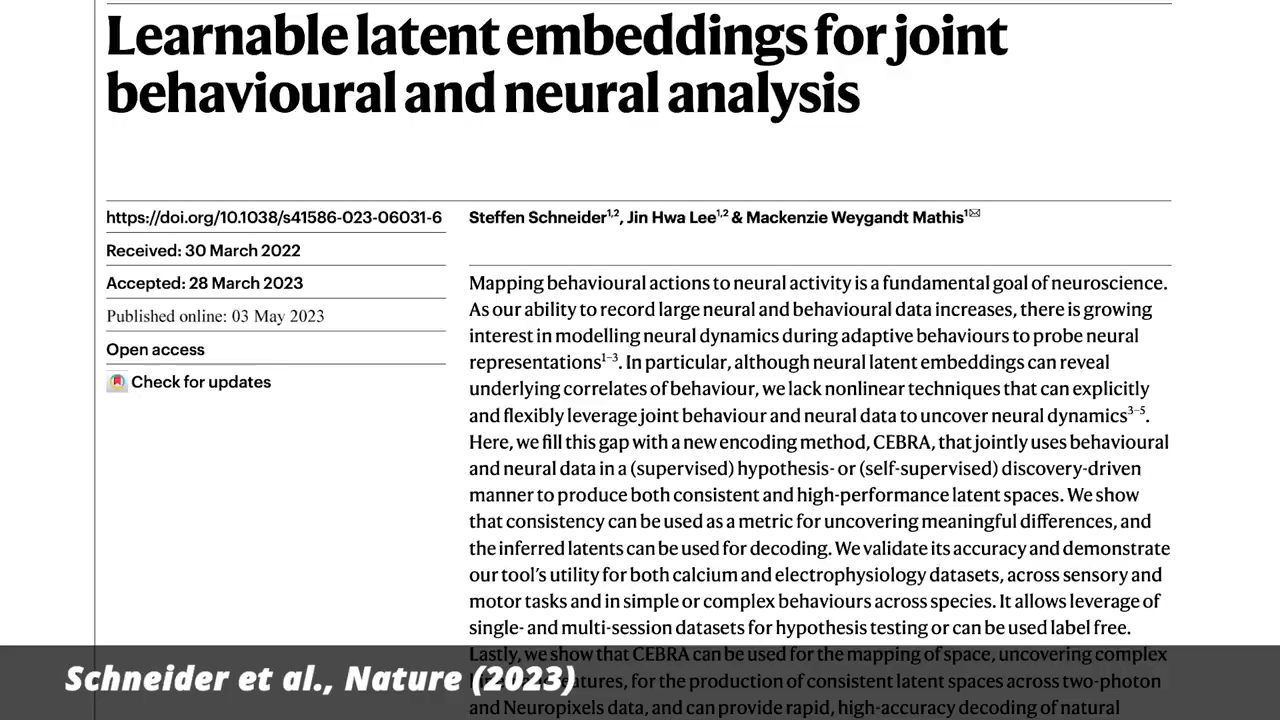 Learnable latent embeddings for joint
behavioural and neural analysis
https://doi.org/10.1038/s41586-023-06031-6
Received: 30 March 2022
Accepted: 28 March 2023
Published online: 03 May 2023
Open access
Check for updates
Steffen Schneider1,2, Jin Hwa Lee1,2 & Mackenzie Weygandt Mathis1✉
Mapping behavioural actions to neural activity is a fundamental goal of neuroscience.
As our ability to record large neural and behavioural data increases, there is growing
interest in modelling neural dynamics during adaptive behaviours to probe neural
representations1–3. In particular, although neural latent embeddings can reveal
underlying correlates of behaviour, we lack nonlinear techniques that can explicitly
and flexibly leverage joint behaviour and neural data to uncover neural dynamics3–5.
Here, we fill this gap with a new encoding method, CEBRA, that jointly uses behavioural
and neural data in a (supervised) hypothesis- or (self-supervised) discovery-driven
manner to produce both consistent and high-performance latent spaces. We show
that consistency can be used as a metric for uncovering meaningful differences, and
the inferred latents can be used for decoding. We validate its accuracy and demonstrate
our tool's utility for both calcium and electrophysiology datasets, across sensory and
motor tasks and in simple or complex behaviours across species. It allows leverage of
single- and multi-session datasets for hypothesis testing or can be used label free.
Lastly, we show that CEBRA can be used for the mapping of space, uncovering complex
features, for the production of consistent latent spaces across two-photon
and Neuropixels data, and can provide rapid, high-accuracy decoding of natural
Schneider et al., Nature (2023)